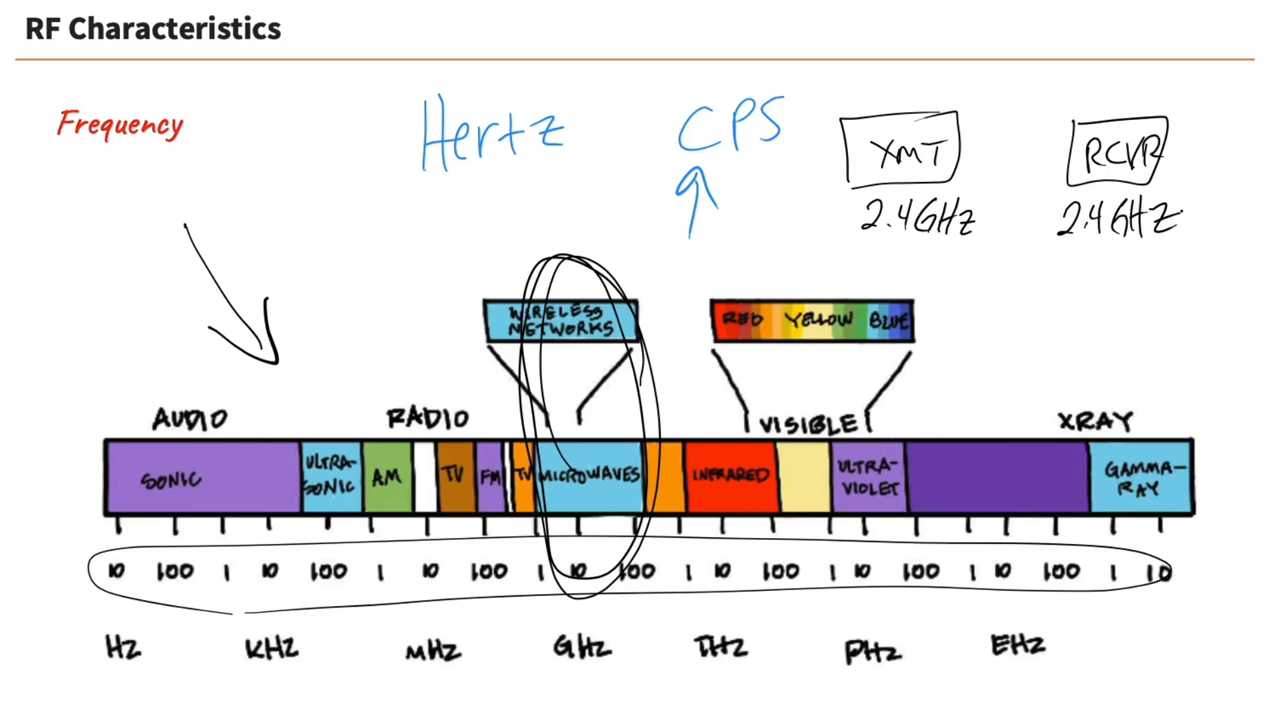 RF Characteristics
Frequency
Hertz
CPS
XMT
RCVR
2.4GHz
2.4GHz
WIRELESS
NETWORKS
RED YELLOW BLUE
AUDIO
RADIO
VISIBLE
XRAY
SONIC
ULTRA-
SONIC
AM
TV
FM
TV
MICROWAVES
INFRARED
ULTRA-
VIOLET
GAMMA-
RAY
10 100 1 10 100 1 10 100 1 10 100 1 10 100 1 10 100 1 10 100 1 10
Hz KHz MHz GHz THz PHz EHz